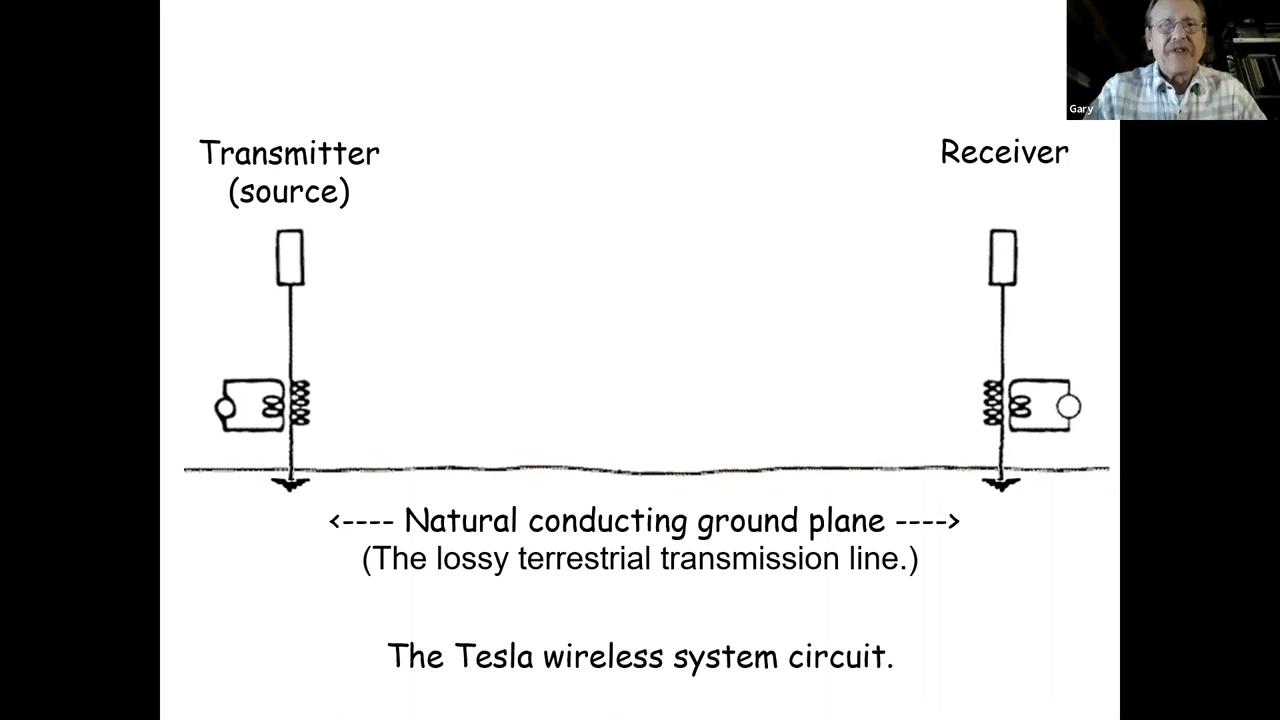 Gary
Transmitter
(source)
Receiver
<---- Natural conducting ground plane ---->
(The lossy terrestrial transmission line.)
The Tesla wireless system circuit.